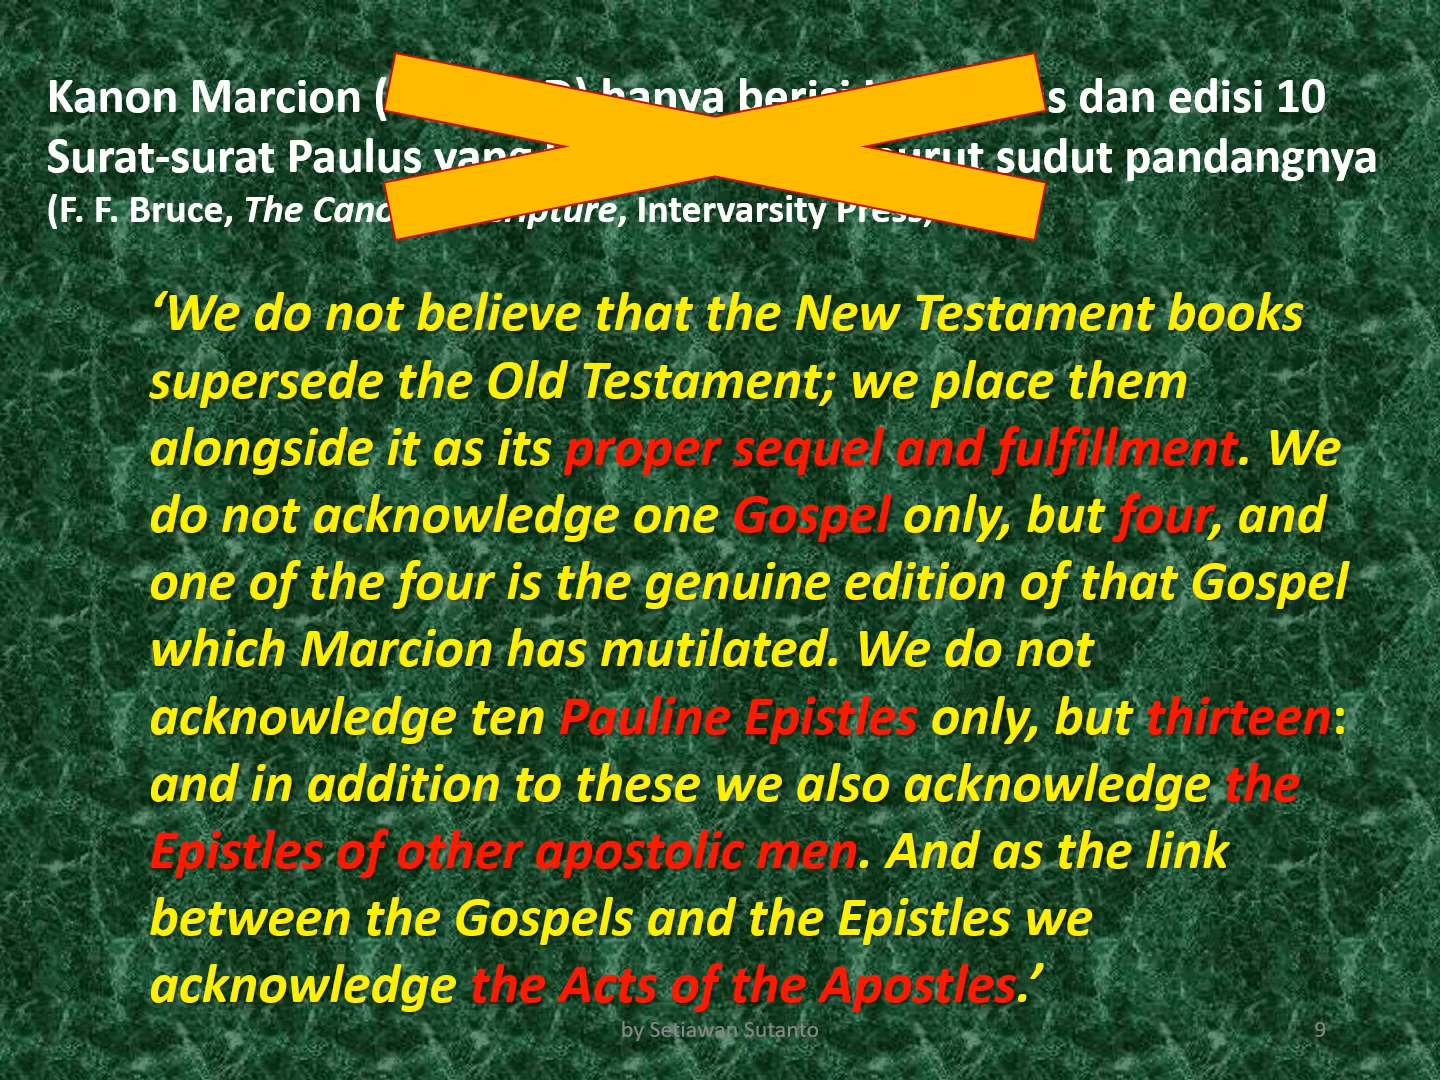 Kanon Marcion ( hanya dan edisi 10
Surat-surat Paulus yang sudut pandangnya
(F. F. Bruce, The , Intervarsity Press,
‘We do not believe that the New Testament books
supersede the Old Testament; we place them
alongside it as its proper sequel and fulfillment. We
do not acknowledge one Gospel only, but four, and
one of the four is the genuine edition of that Gospel
which Marcion has mutilated. We do not
acknowledge ten Pauline Epistles only, but thirteen:
and in addition to these we also acknowledge the
Epistles of other apostolic men. And as the link
between the Gospels and the Epistles we
acknowledge the Acts of the Apostles.’
by Setiawan Sutanto 9